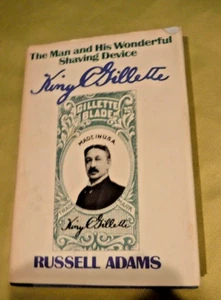 The Man and His Wonderful
Shaving Device
King C Gillette
GILLETTE
BLADE
MADE IN U.S.A.
King C Gillette
RUSSELL ADAMS